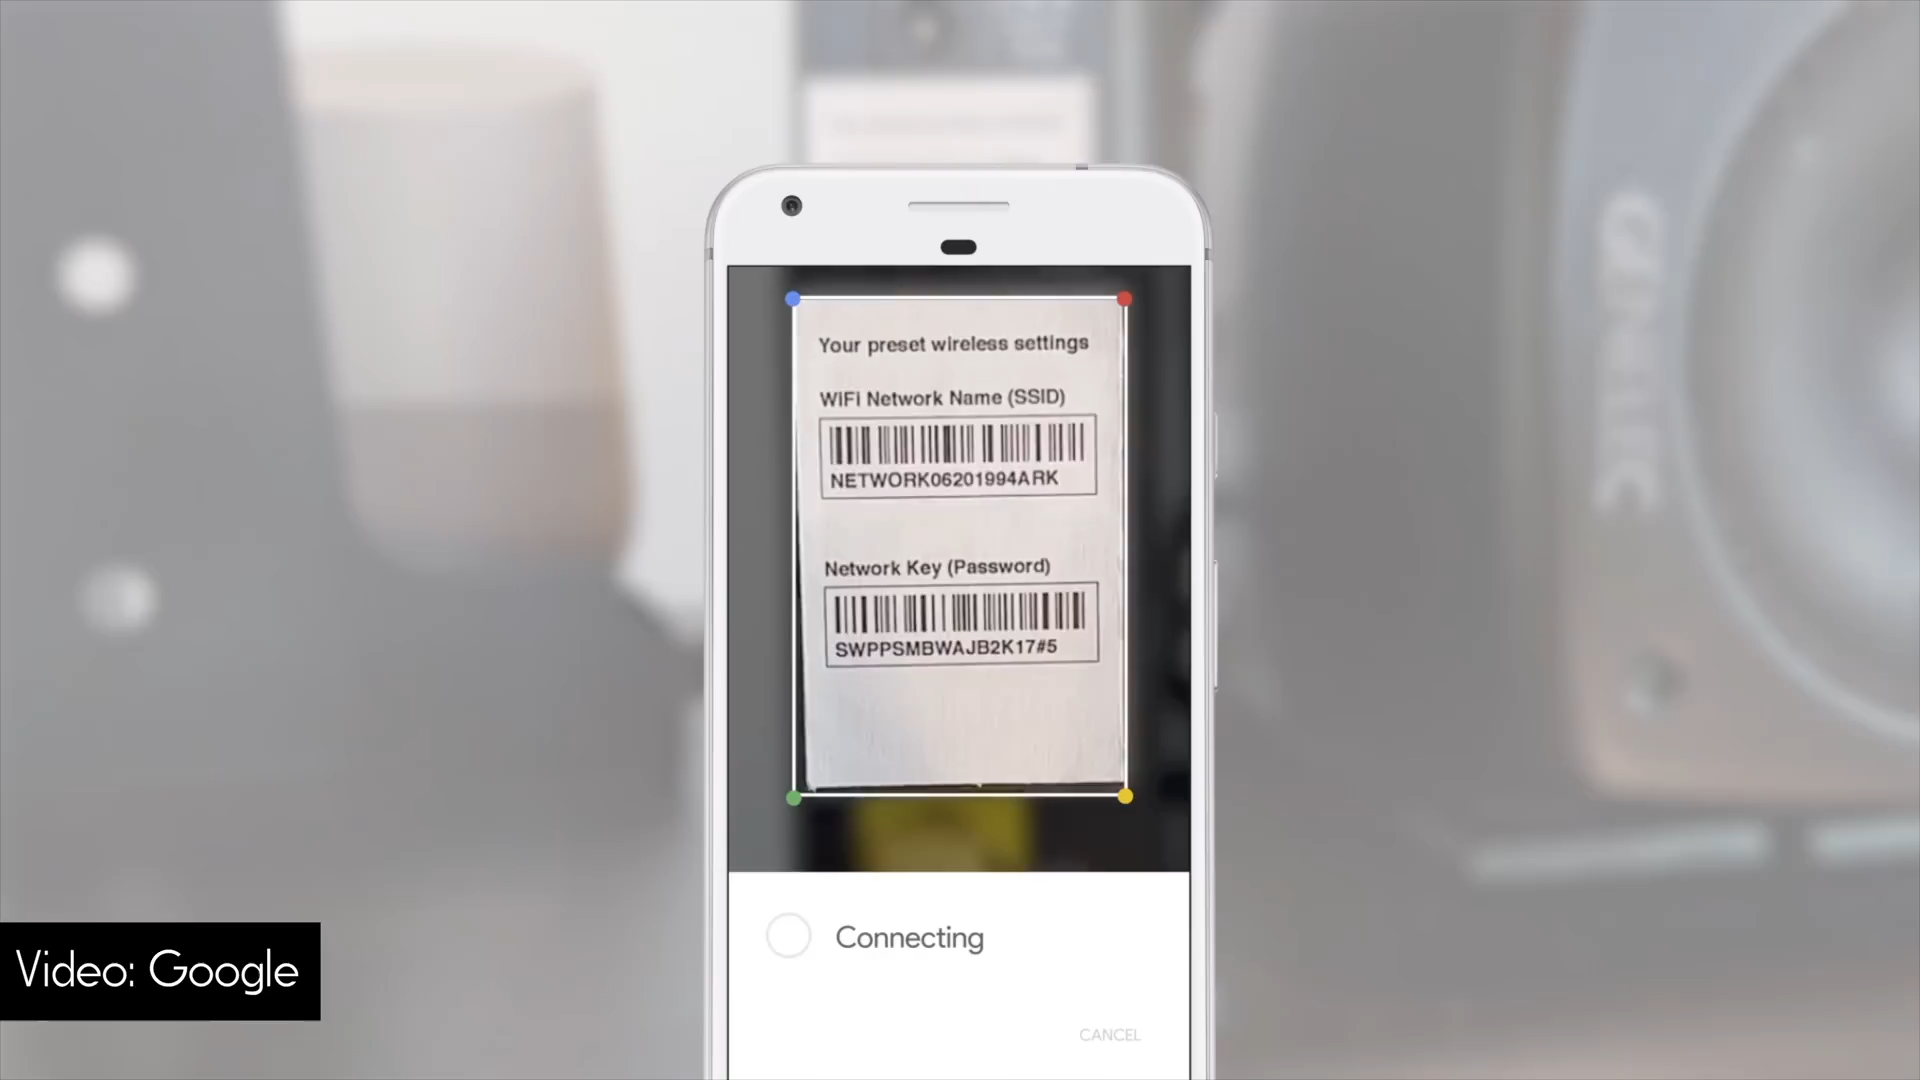 Your preset wireless settings
WiFi Network Name (SSID)
NETWORK06201994ARK
Network Key (Password)
SWPPSMBWAJB2K17#5
Connecting
CANCEL
Video: Google